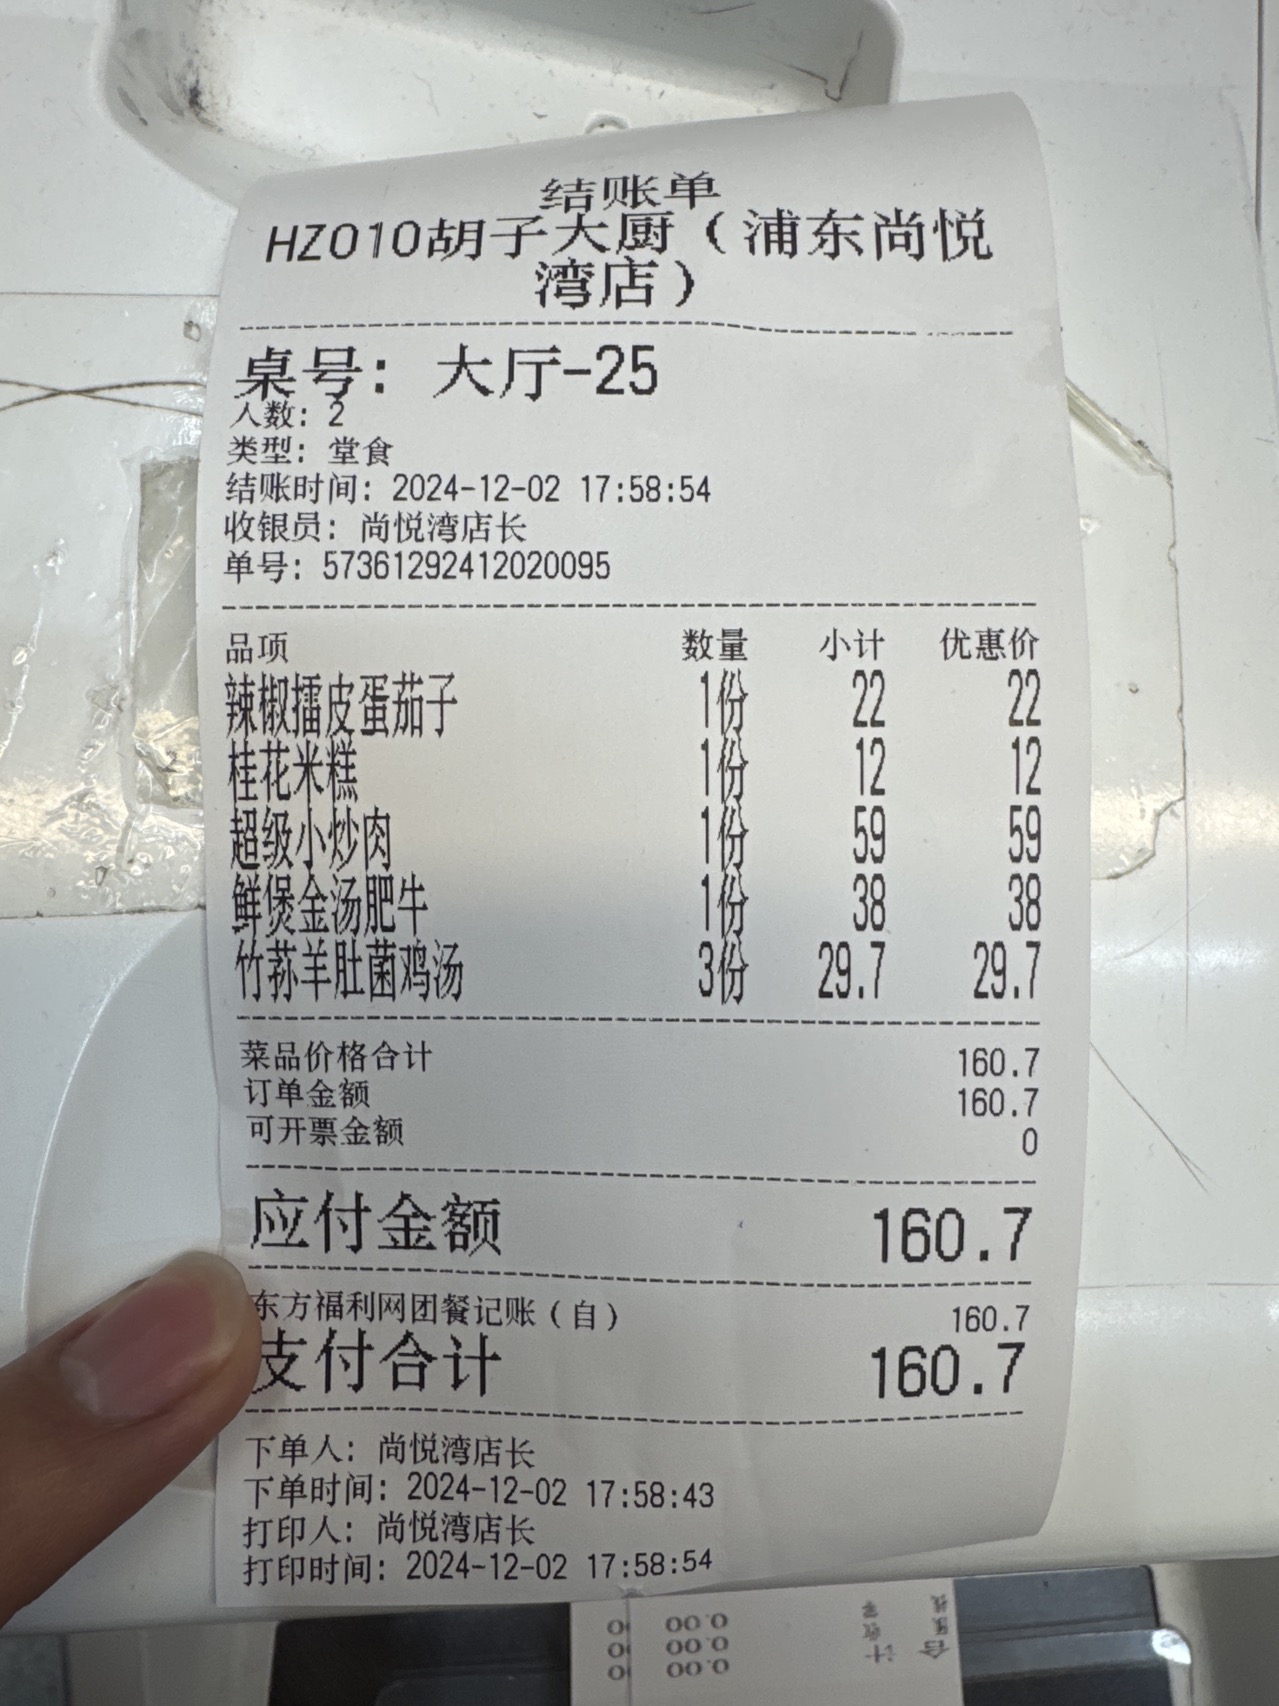 结账单
HZ010胡子大厨（浦东尚悦
湾店）
桌号: 大厅-25
人数: 2
类型: 堂食
结账时间: 2024-12-02 17:58:54
收银员: 尚悦湾店长
单号: 57361292412020095
品项 数量 小计 优惠价
辣椒擂皮蛋茄子 1份 22 22
桂花米糕 1份 12 12
超级小炒肉 1份 59 59
鲜煲金汤肥牛 1份 38 38
竹荪羊肚菌鸡汤 3份 29.7 29.7
菜品价格合计 160.7
订单金额 160.7
可开票金额 0
应付金额 160.7
东方福利网团餐记账（自） 160.7
支付合计 160.7
下单人: 尚悦湾店长
下单时间: 2024-12-02 17:58:43
打印人: 尚悦湾店长
打印时间: 2024-12-02 17:58:54
0.00
0.00
0.00